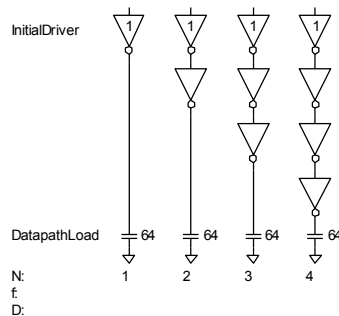 InitialDriver 1 1 1 1
DatapathLoad 64 64 64 64
N: 1 2 3 4
f:
D: